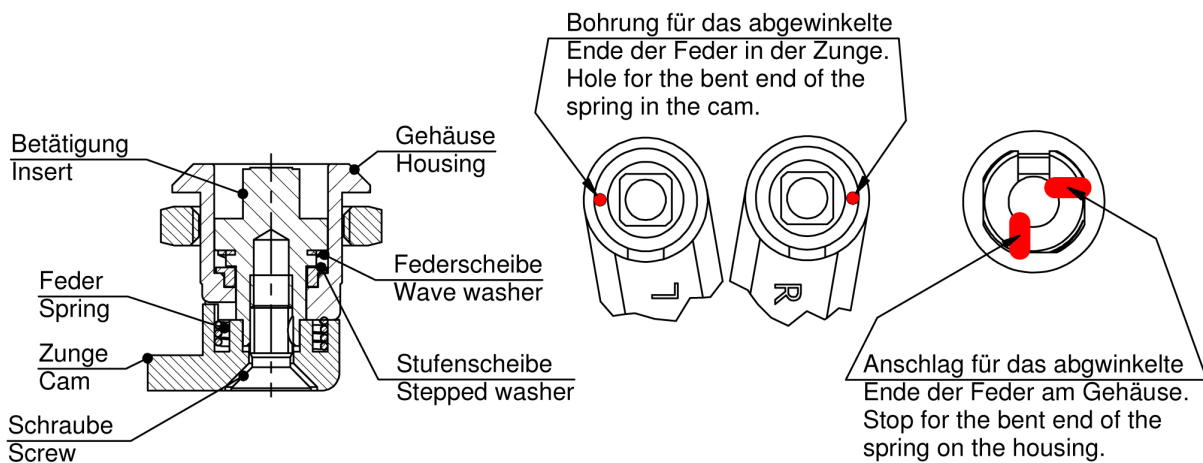 Bohrung für das abgewinkelte
Ende der Feder in der Zunge.
Hole for the bent end of the
spring in the cam.
Betätigung
Insert
Gehäuse
Housing
Feder
Spring
Federscheibe
Wave washer
Zunge
Cam
Stufenscheibe
Stepped washer
Schraube
Screw
L
R
Anschlag für das abgwinkelte
Ende der Feder am Gehäuse.
Stop for the bent end of the
spring on the housing.